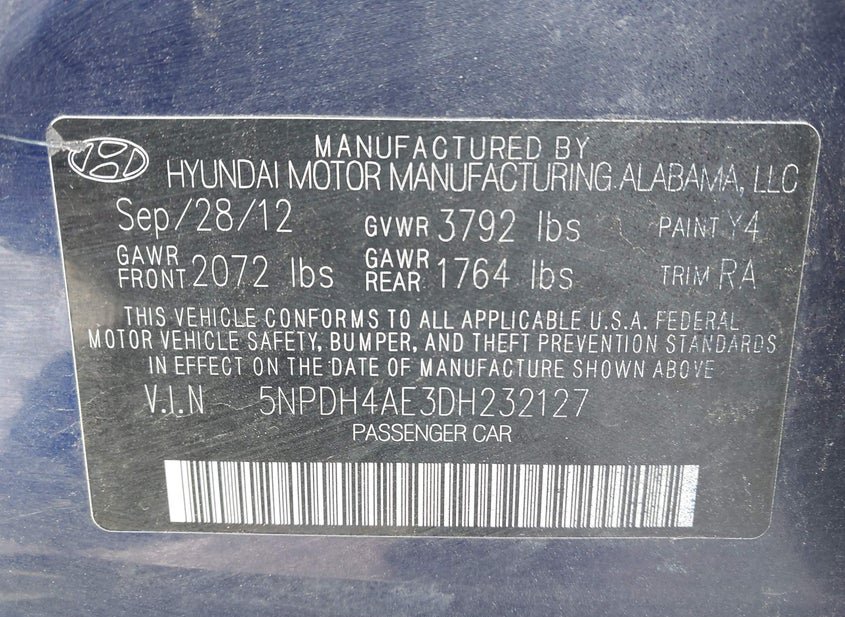 MANUFACTURED BY
HYUNDAI MOTOR MANUFACTURING ALABAMA, LLC
Sep/28/12 GVWR 3792 lbs PAINT Y4
GAWR FRONT 2072 lbs GAWR REAR 1764 lbs TRIM RA
THIS VEHICLE CONFORMS TO ALL APPLICABLE U.S.A. FEDERAL
MOTOR VEHICLE SAFETY, BUMPER, AND THEFT PREVENTION STANDARDS
IN EFFECT ON THE DATE OF MANUFACTURE SHOWN ABOVE
V.I.N 5NPDH4AE3DH232127
PASSENGER CAR